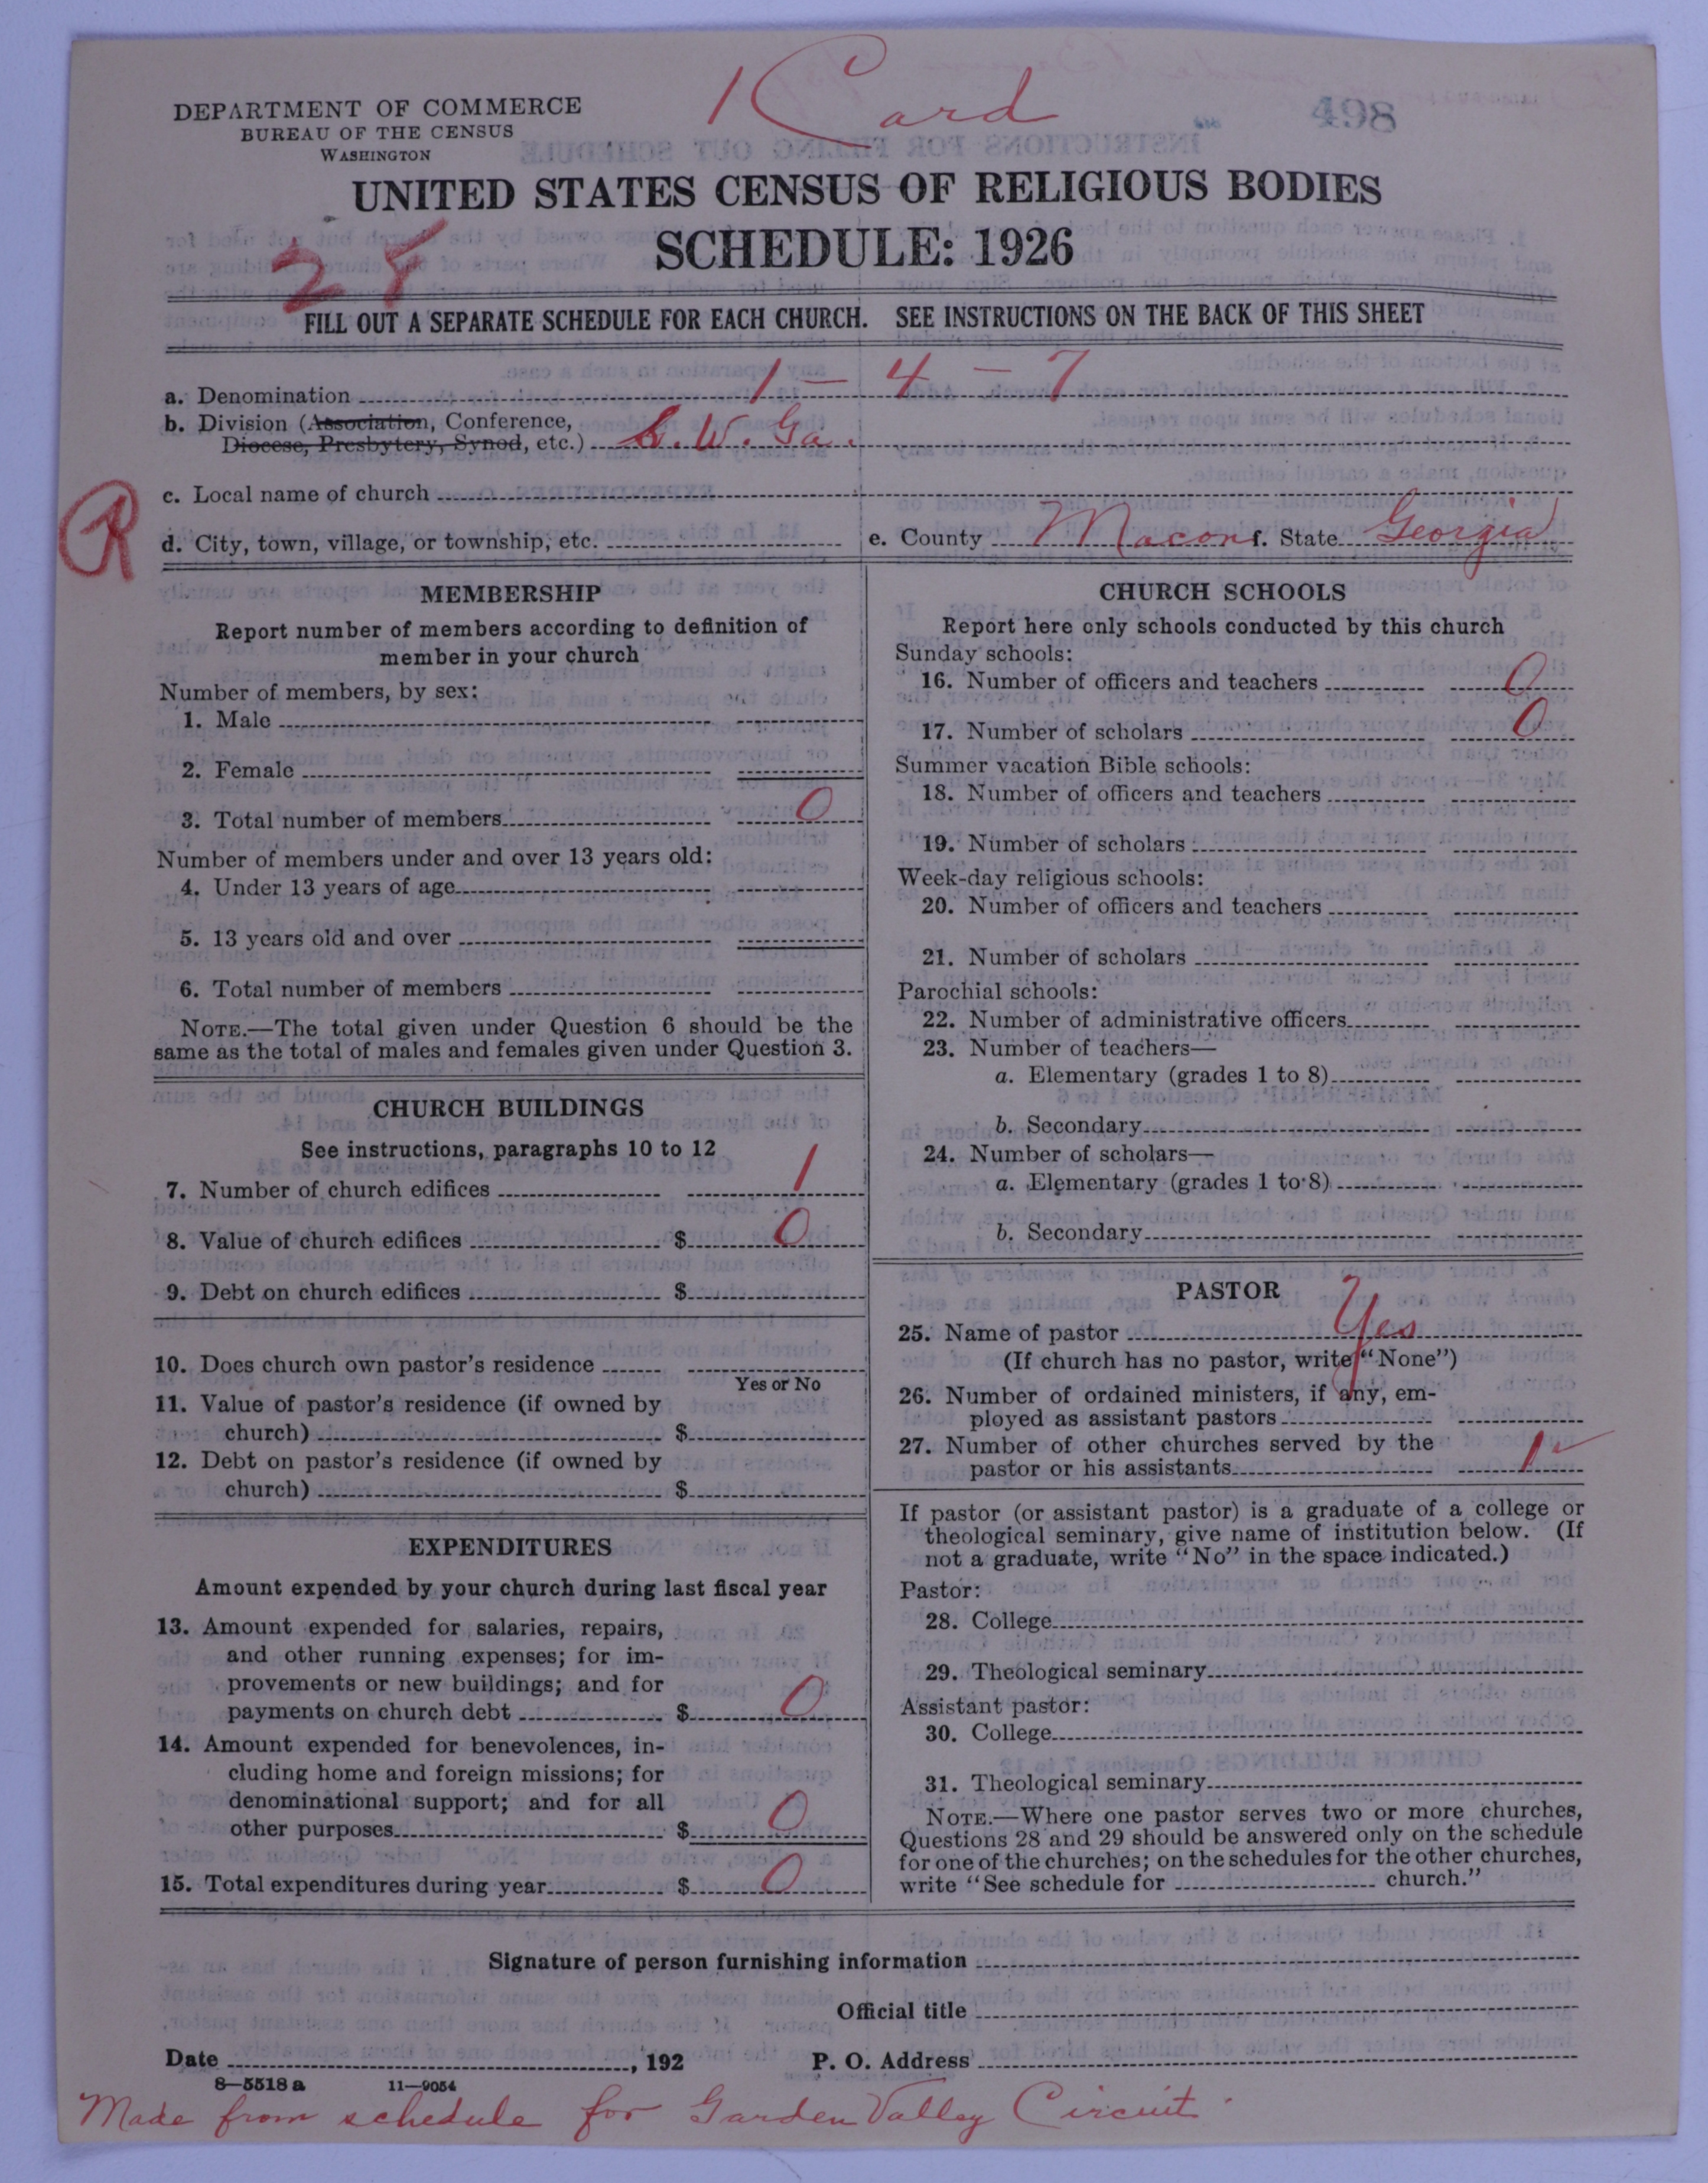 1 Card
498
DEPARTMENT OF COMMERCE
BUREAU OF THE CENSUS
WASHINGTON
UNITED STATES CENSUS OF RELIGIOUS BODIES
SCHEDULE: 1926
28
FILL OUT A SEPARATE SCHEDULE FOR EACH CHURCH. SEE INSTRUCTIONS ON THE BACK OF THIS SHEET
a. Denomination 1 - 4 - 7
b. Division (Association, Conference,
Diocese, Presbytery, Synod, etc.) S. W. Ga.
c. Local name of church
R
d. City, town, village, or township, etc. e. County Macon f. State Georgia
MEMBERSHIP
Report number of members according to definition of
member in your church
Number of members, by sex:
1. Male
2. Female
3. Total number of members 0
Number of members under and over 13 years old:
4. Under 13 years of age
5. 13 years old and over
6. Total number of members
NOTE.—The total given under Question 6 should be the
same as the total of males and females given under Question 3.
CHURCH BUILDINGS
See instructions, paragraphs 10 to 12
7. Number of church edifices 1
8. Value of church edifices $ 0
9. Debt on church edifices $
10. Does church own pastor's residence
Yes or No
11. Value of pastor's residence (if owned by
church) $
12. Debt on pastor's residence (if owned by
church) $
EXPENDITURES
Amount expended by your church during last fiscal year
13. Amount expended for salaries, repairs,
and other running expenses; for im-
provements or new buildings; and for
payments on church debt $ 0
14. Amount expended for benevolences, in-
cluding home and foreign missions; for
denominational support; and for all
other purposes $ 0
15. Total expenditures during year $ 0
CHURCH SCHOOLS
Report here only schools conducted by this church
Sunday schools:
16. Number of officers and teachers 0
17. Number of scholars 0
Summer vacation Bible schools:
18. Number of officers and teachers
19. Number of scholars
Week-day religious schools:
20. Number of officers and teachers
21. Number of scholars
Parochial schools:
22. Number of administrative officers
23. Number of teachers—
a. Elementary (grades 1 to 8)
b. Secondary
24. Number of scholars—
a. Elementary (grades 1 to 8)
b. Secondary
PASTOR
25. Name of pastor Yes
(If church has no pastor, write "None")
26. Number of ordained ministers, if any, em-
ployed as assistant pastors
27. Number of other churches served by the
pastor or his assistants 1 ✓
If pastor (or assistant pastor) is a graduate of a college or
theological seminary, give name of institution below. (If
not a graduate, write "No" in the space indicated.)
Pastor:
28. College
29. Theological seminary
Assistant pastor:
30. College
31. Theological seminary
NOTE.—Where one pastor serves two or more churches,
Questions 28 and 29 should be answered only on the schedule
for one of the churches; on the schedules for the other churches,
write "See schedule for church."
Signature of person furnishing information
Official title
Date , 192 P. O. Address
8—5518 a 11—9054
Made from schedule for Garden Valley Circuit.